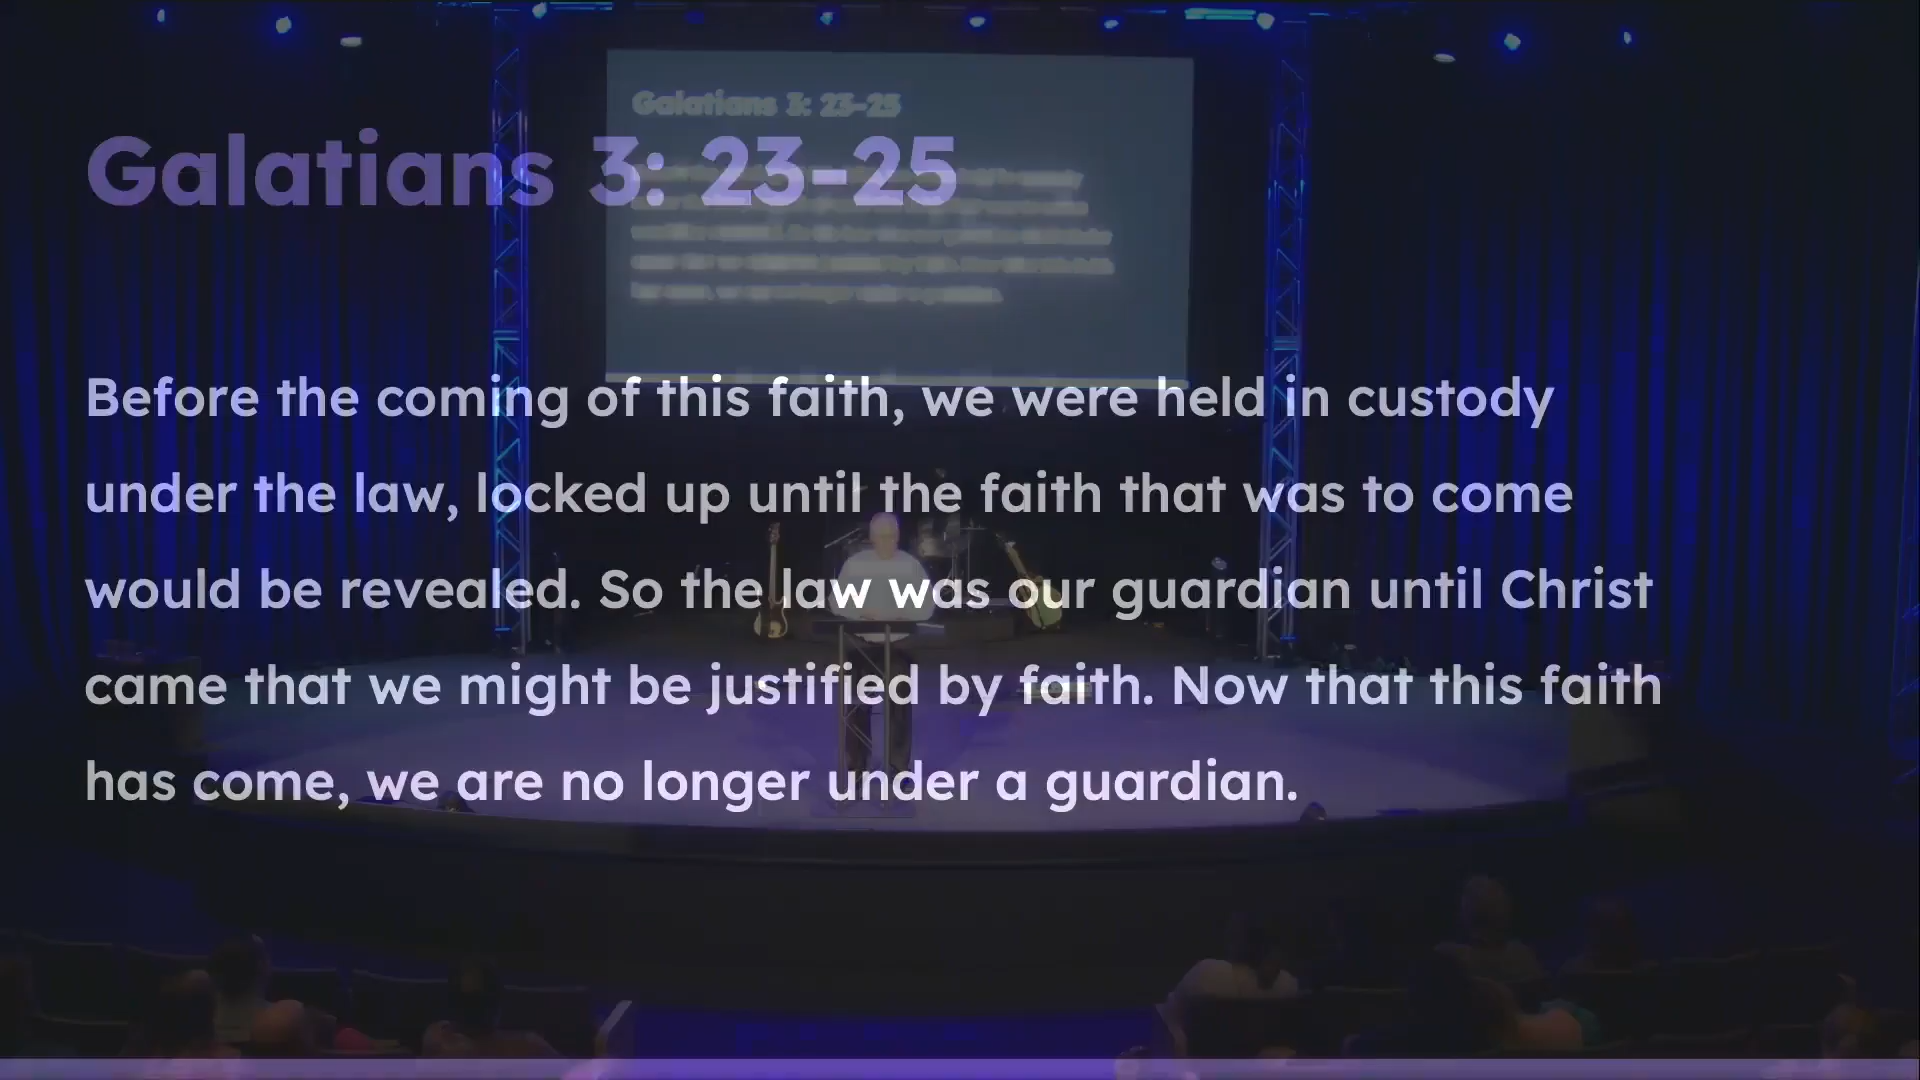 Galatians 3: 23-25
Galatians 3: 23-25
Before the coming of this faith, we were held in custody
under the law, locked up until the faith that was to come
would be revealed. So the law was our guardian until Christ
came that we might be justified by faith. Now that this faith
has come, we are no longer under a guardian.